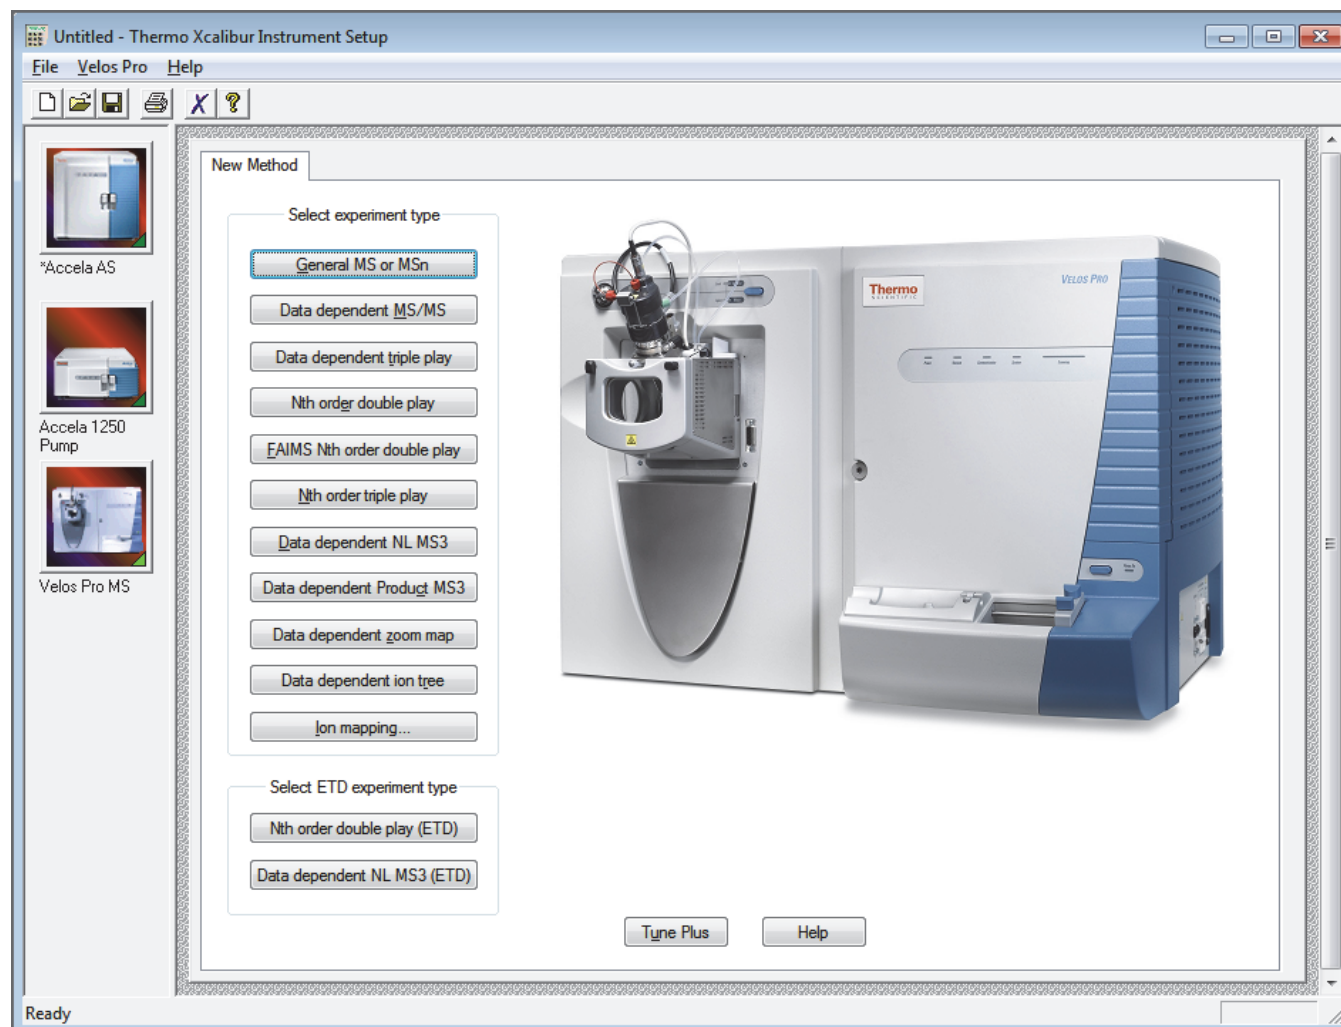 Untitled - Thermo Xcalibur Instrument Setup
File Velos Pro Help
*Accela AS
Accela 1250
Pump
Velos Pro MS
New Method
Select experiment type
General MS or MSn
Data dependent MS/MS
Data dependent triple play
Nth order double play
FAIMS Nth order double play
Nth order triple play
Data dependent NL MS3
Data dependent Product MS3
Data dependent zoom map
Data dependent ion tree
Ion mapping...
Select ETD experiment type
Nth order double play (ETD)
Data dependent NL MS3 (ETD)
Thermo
SCIENTIFIC
VELOS PRO
Tune Plus
Help
Ready